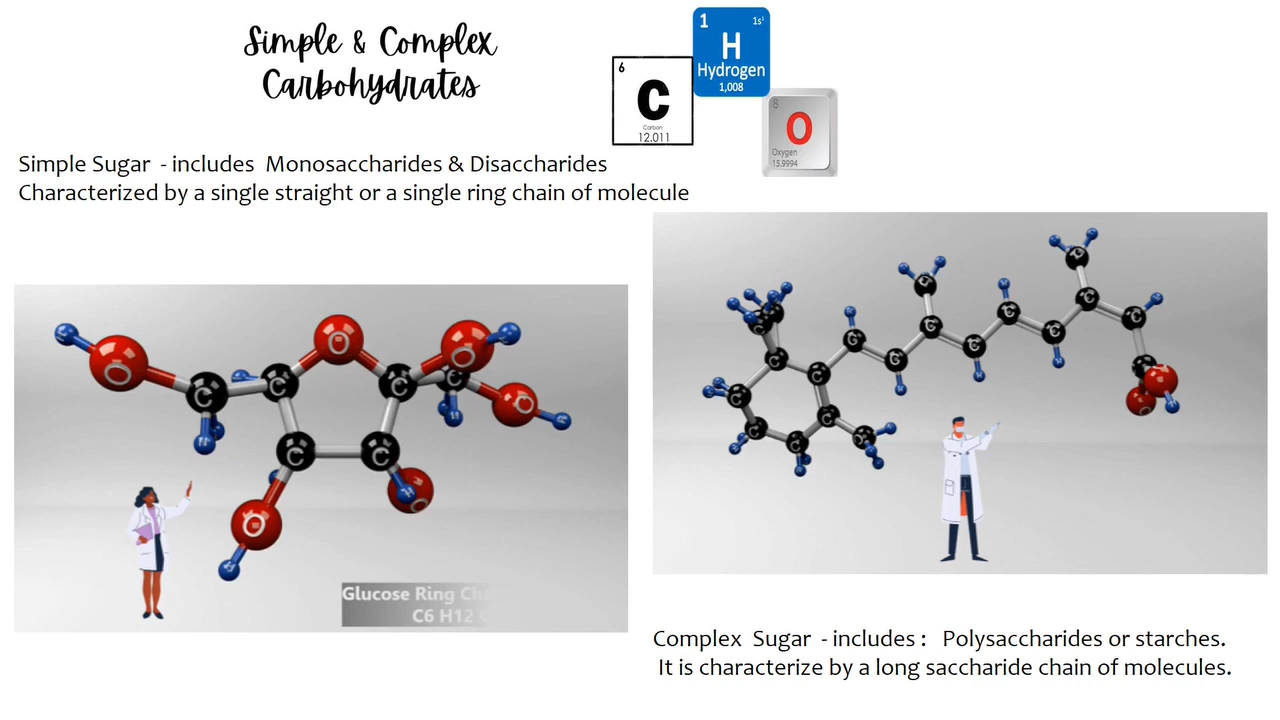 Simple & Complex
Carbohydrates
1 1s¹
H
Hydrogen
1,008
6
C
Carbon
12.011
8
O
Oxygen
15.9994
Simple Sugar - includes Monosaccharides & Disaccharides
Characterized by a single straight or a single ring chain of molecule
Glucose Ring
C6 H12
Complex Sugar - includes : Polysaccharides or starches.
It is characterize by a long saccharide chain of molecules.